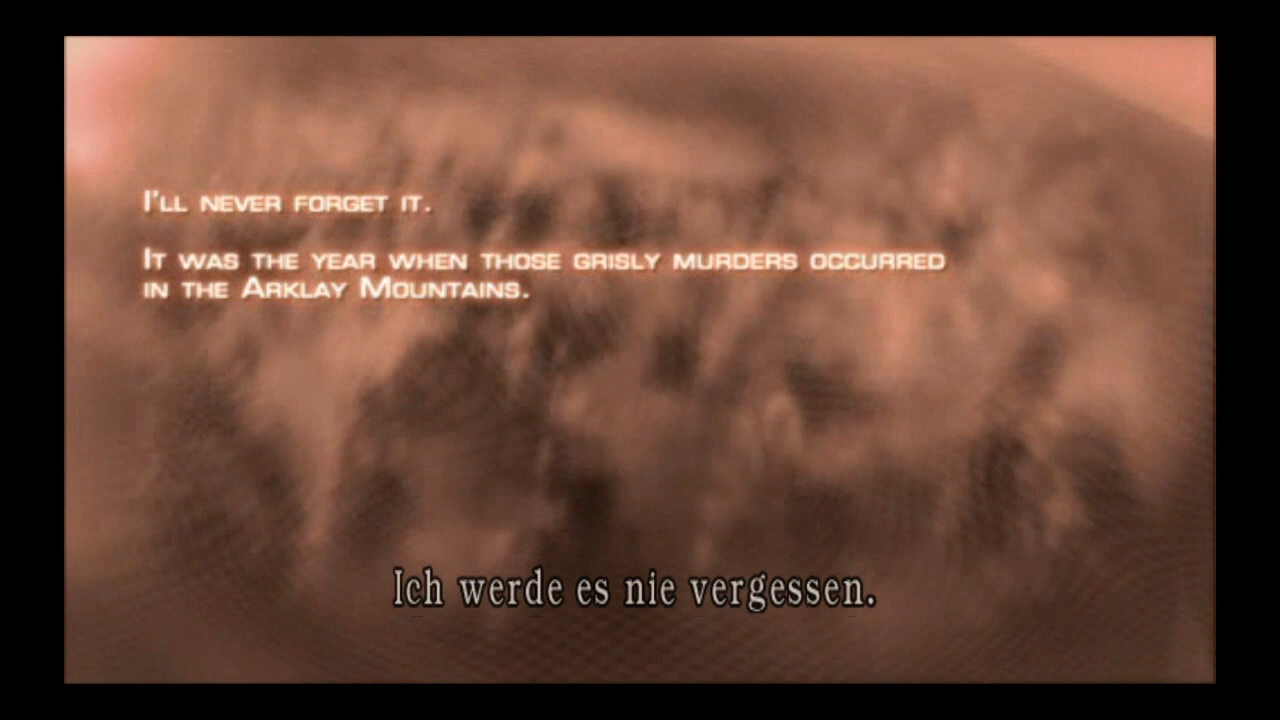 I'll never forget it.
It was the year when those grisly murders occurred
in the Arklay Mountains.
Ich werde es nie vergessen.